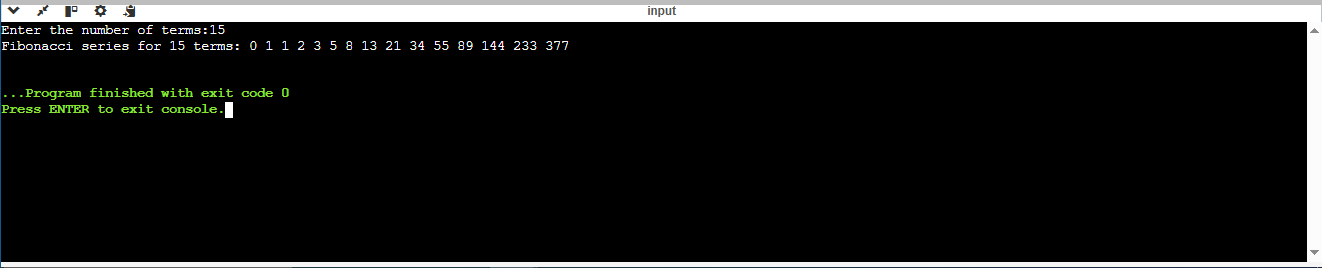 input
Enter the number of terms:15
Fibonacci series for 15 terms: 0 1 1 2 3 5 8 13 21 34 55 89 144 233 377
...Program finished with exit code 0
Press ENTER to exit console.